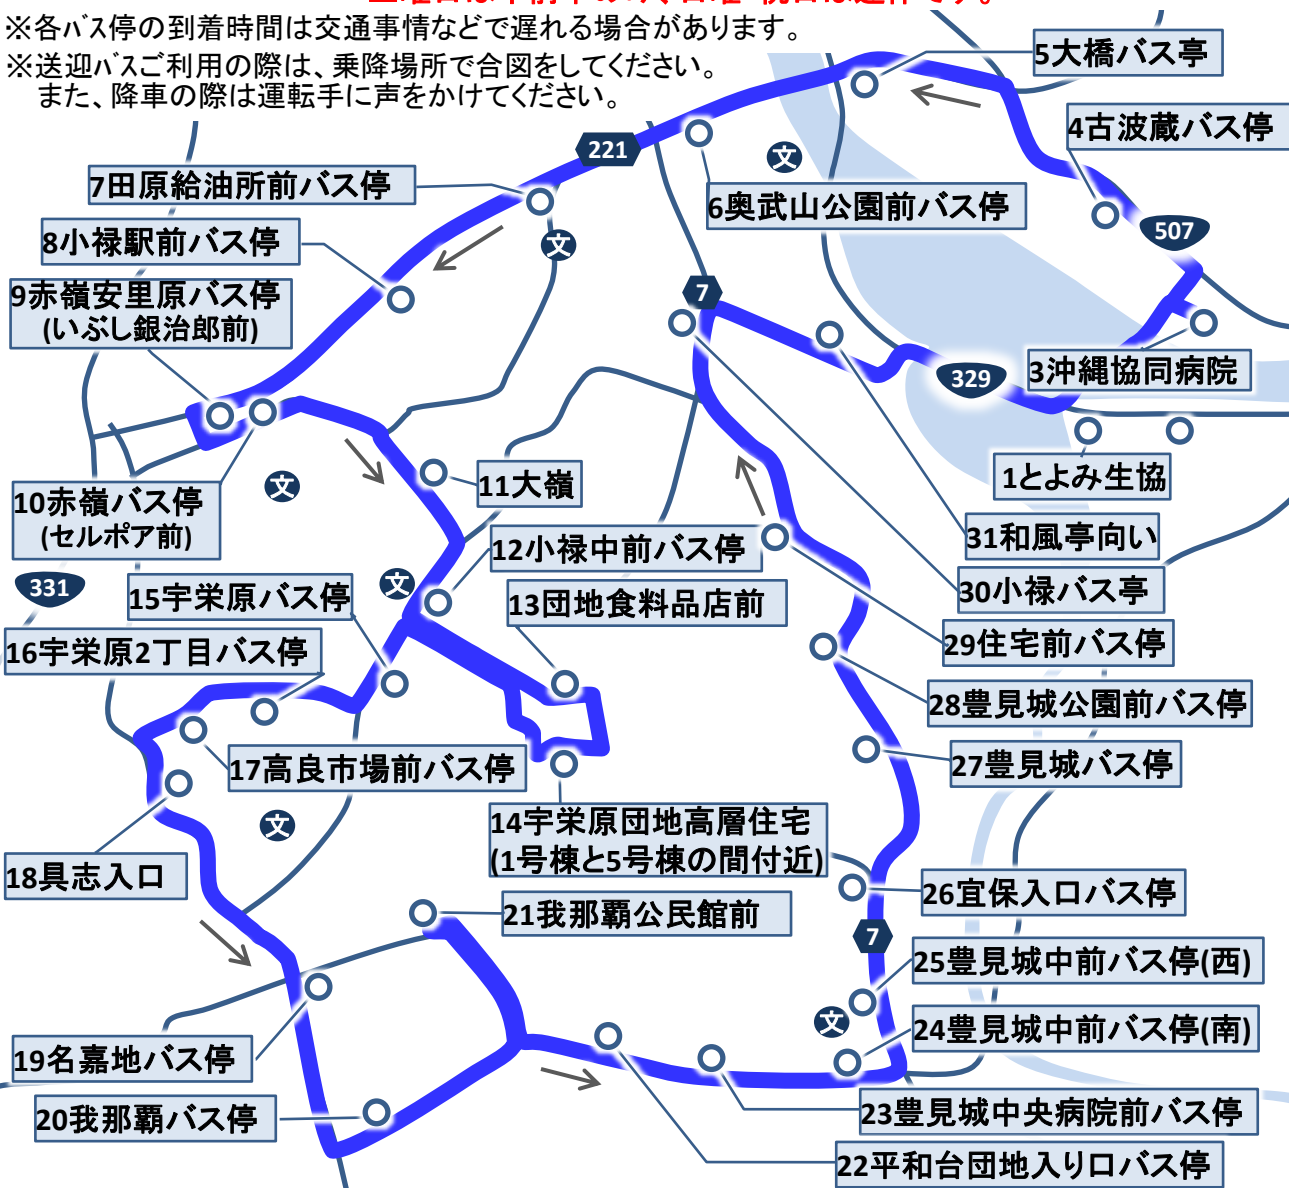 ※各バス停の到着時間は交通事情などで遅れる場合があります。
※送迎バスご利用の際は、乗降場所で合図をしてください。
また、降車の際は運転手に声をかけてください。
5大橋バス亭
4古波蔵バス停
221
文
7田原給油所前バス停
6奥武山公園前バス停
507
8小禄駅前バス停
文
9赤嶺安里原バス停
(いぶし銀治郎前)
7
329
3沖縄協同病院
11大嶺
1とよみ生協
文
10赤嶺バス停
(セルポア前)
12小禄中前バス停
31和風亭向い
331
文
15宇栄原バス停
13団地食料品店前
30小禄バス亭
16宇栄原2丁目バス停
29住宅前バス停
28豊見城公園前バス停
17高良市場前バス停
27豊見城バス停
文
14宇栄原団地高層住宅
(1号棟と5号棟の間付近)
18具志入口
26宜保入口バス停
21我那覇公民館前
7
25豊見城中前バス停(西)
文
24豊見城中前バス停(南)
19名嘉地バス停
20我那覇バス停
23豊見城中央病院前バス停
22平和台団地入り口バス停